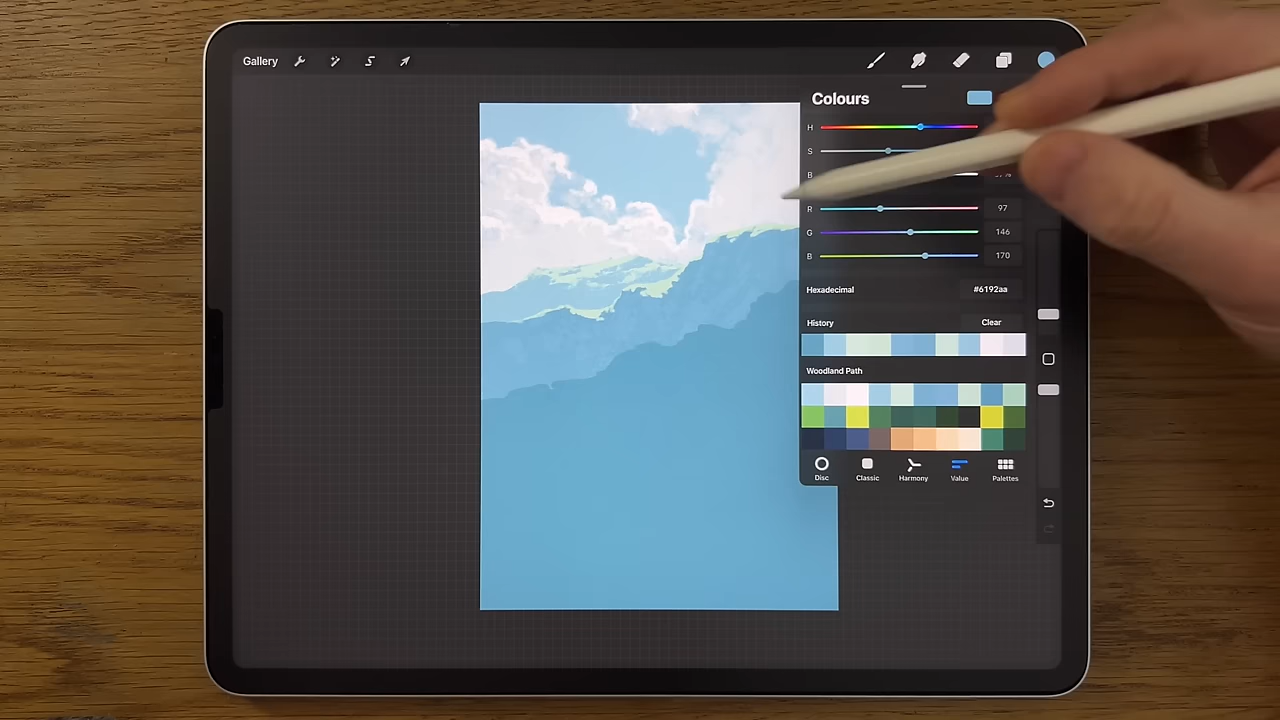 Gallery
Colours
H
S
B
R 97
G 146
B 170
Hexadecimal #6192aa
History Clear
Woodland Path
Disc Classic Harmony Value Palettes